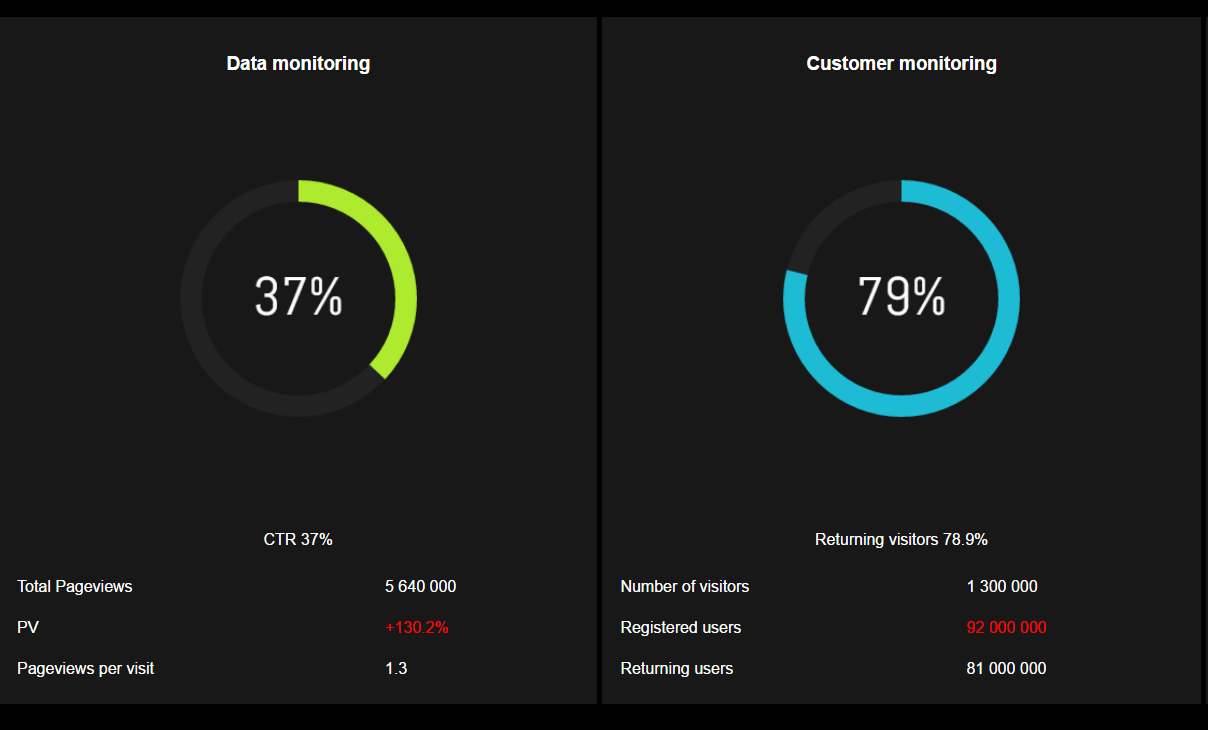 Data monitoring
37%
CTR 37%
Total Pageviews 5 640 000
PV +130.2%
Pageviews per visit 1.3
Customer monitoring
79%
Returning visitors 78.9%
Number of visitors 1 300 000
Registered users 92 000 000
Returning users 81 000 000